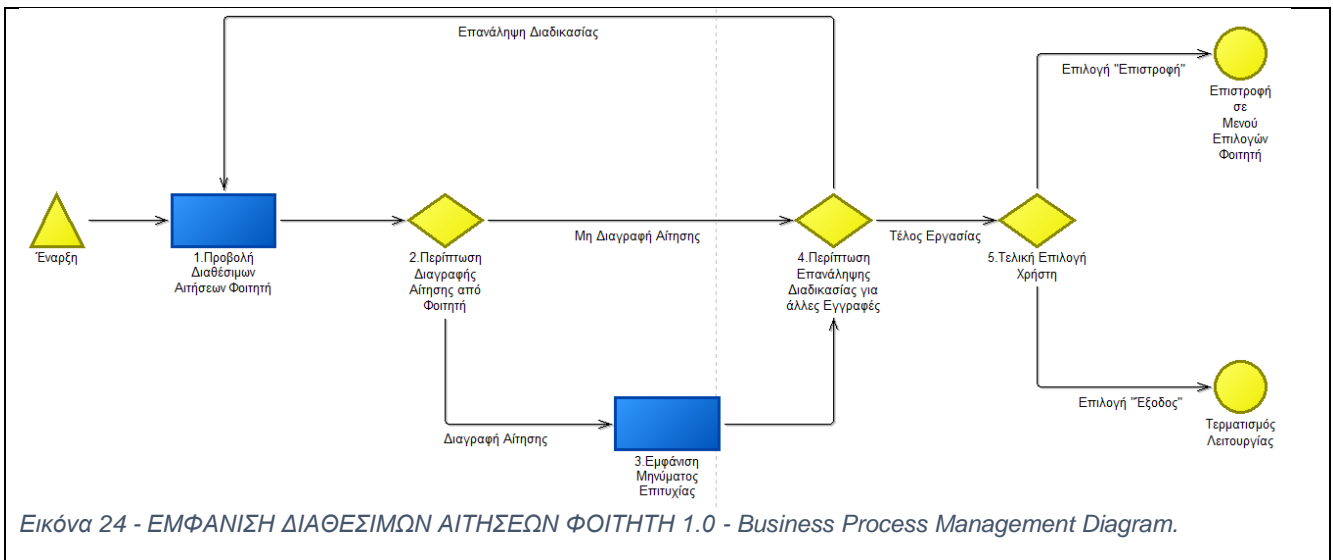 Επανάληψη Διαδικασίας
Επιλογή "Επιστροφή"
Επιστροφή
σε
Μενού
Επιλογών
Φοιτητή
Έναρξη
1.Προβολή
Διαθέσιμων
Αιτήσεων Φοιτητή
2.Περίπτωση
Διαγραφής
Αίτησης από
Φοιτητή
Μη Διαγραφή Αίτησης
4.Περίπτωση
Επανάληψης
Διαδικασίας για
άλλες Εγγραφές
Τέλος Εργασίας
5.Τελική Επιλογή
Χρήστη
Διαγραφή Αίτησης
3.Εμφάνιση
Μηνύματος
Επιτυχίας
Επιλογή "Έξοδος"
Τερματισμός
Λειτουργίας
Εικόνα 24 - ΕΜΦΑΝΙΣΗ ΔΙΑΘΕΣΙΜΩΝ ΑΙΤΗΣΕΩΝ ΦΟΙΤΗΤΗ 1.0 - Business Process Management Diagram.